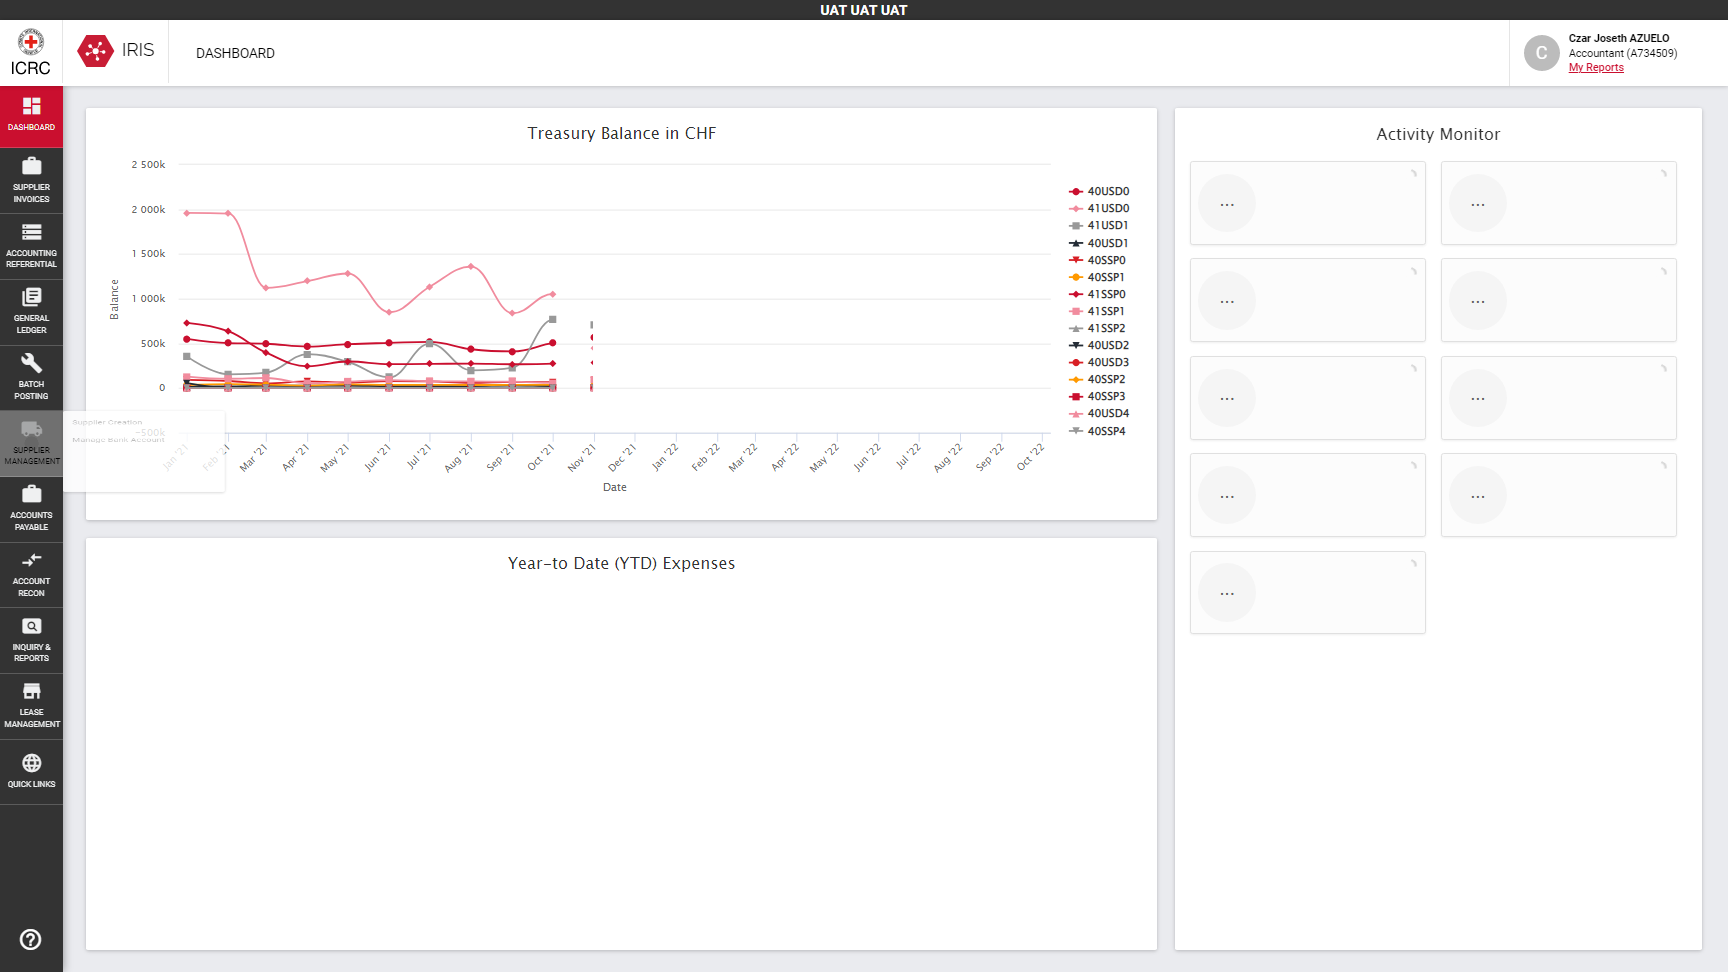 UAT UAT UAT
ICRC
IRIS
DASHBOARD
C
Czar Joseth AZUELO
Accountant (A734509)
My Reports
DASHBOARD
SUPPLIER
INVOICES
ACCOUNTING
REFERENTIAL
GENERAL
LEDGER
BATCH
POSTING
SUPPLIER
MANAGEMENT
Supplier Creation
Manage Bank Account
ACCOUNTS
PAYABLE
ACCOUNT
RECON
INQUIRY &
REPORTS
LEASE
MANAGEMENT
QUICK LINKS
Treasury Balance in CHF
Balance
2 500k
2 000k
1 500k
1 000k
500k
0
-500k
Jan '21
Feb '21
Mar '21
Apr '21
May '21
Jun '21
Jul '21
Aug '21
Sep '21
Oct '21
Nov '21
Dec '21
Jan '22
Feb '22
Mar '22
Apr '22
May '22
Jun '22
Jul '22
Aug '22
Sep '22
Oct '22
Date
40USD0
41USD0
41USD1
40USD1
40SSP0
40SSP1
41SSP0
41SSP1
41SSP2
40USD2
40USD3
40SSP2
40SSP3
40USD4
40SSP4
Year-to Date (YTD) Expenses
Activity Monitor
...
...
...
...
...
...
...
...
...